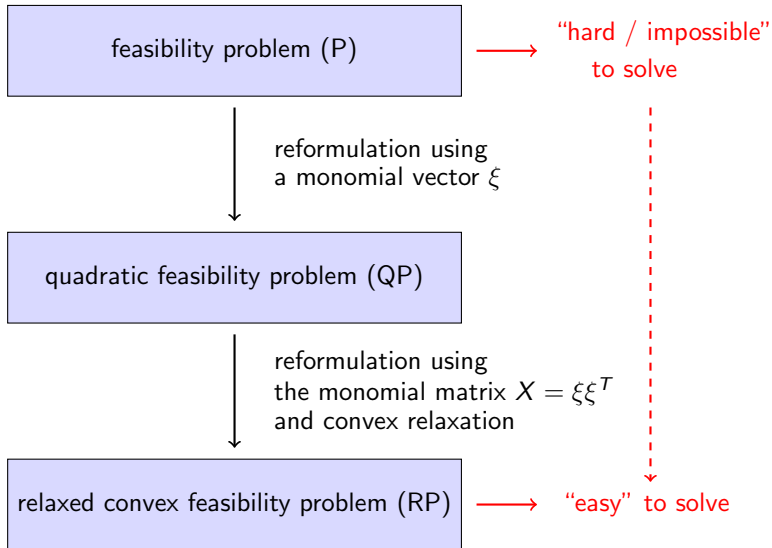 feasibility problem (P)
“hard / impossible”
to solve
reformulation using
a monomial vector ξ
quadratic feasibility problem (QP)
reformulation using
the monomial matrix X = ξξᵀ
and convex relaxation
relaxed convex feasibility problem (RP)
“easy” to solve